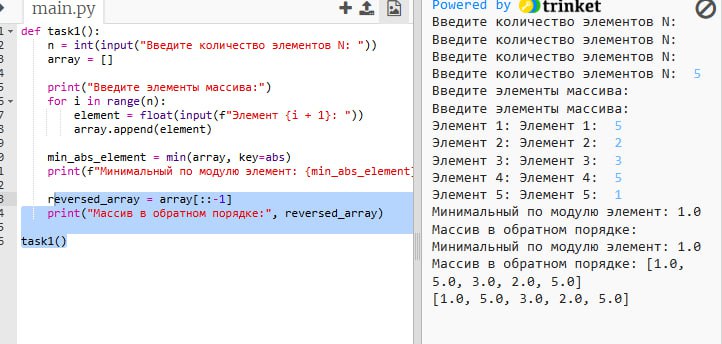 main.py
def task1():
n = int(input("Введите количество элементов N: "))
array = []
print("Введите элементы массива:")
for i in range(n):
element = float(input(f"Элемент {i + 1}: "))
array.append(element)
min_abs_element = min(array, key=abs)
print(f"Минимальный по модулю элемент: {min_abs_element}
reversed_array = array[::-1]
print("Массив в обратном порядке:", reversed_array)
task1()
Powered by trinket
Введите количество элементов N:
Введите количество элементов N:
Введите количество элементов N:
Введите количество элементов N: 5
Введите элементы массива:
Введите элементы массива:
Элемент 1: Элемент 1: 5
Элемент 2: Элемент 2: 2
Элемент 3: Элемент 3: 3
Элемент 4: Элемент 4: 5
Элемент 5: Элемент 5: 1
Минимальный по модулю элемент: 1.0
Массив в обратном порядке:
Минимальный по модулю элемент: 1.0
Массив в обратном порядке: [1.0,
5.0, 3.0, 2.0, 5.0]
[1.0, 5.0, 3.0, 2.0, 5.0]